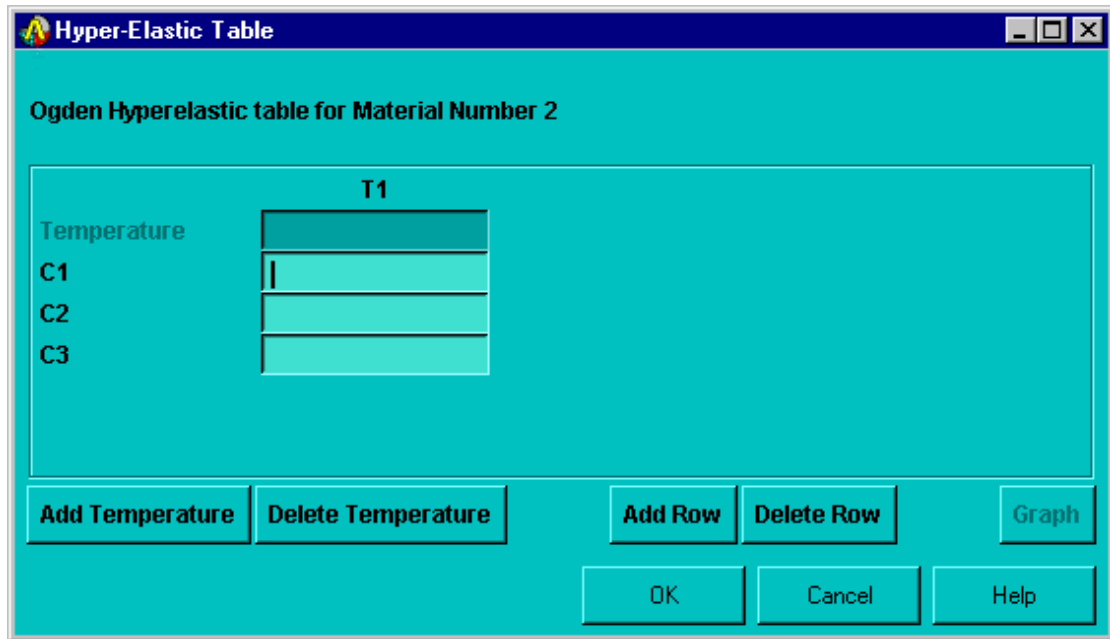 Hyper-Elastic Table
Ogden Hyperelastic table for Material Number 2
T1
Temperature
C1
C2
C3
Add Temperature Delete Temperature Add Row Delete Row Graph
OK Cancel Help